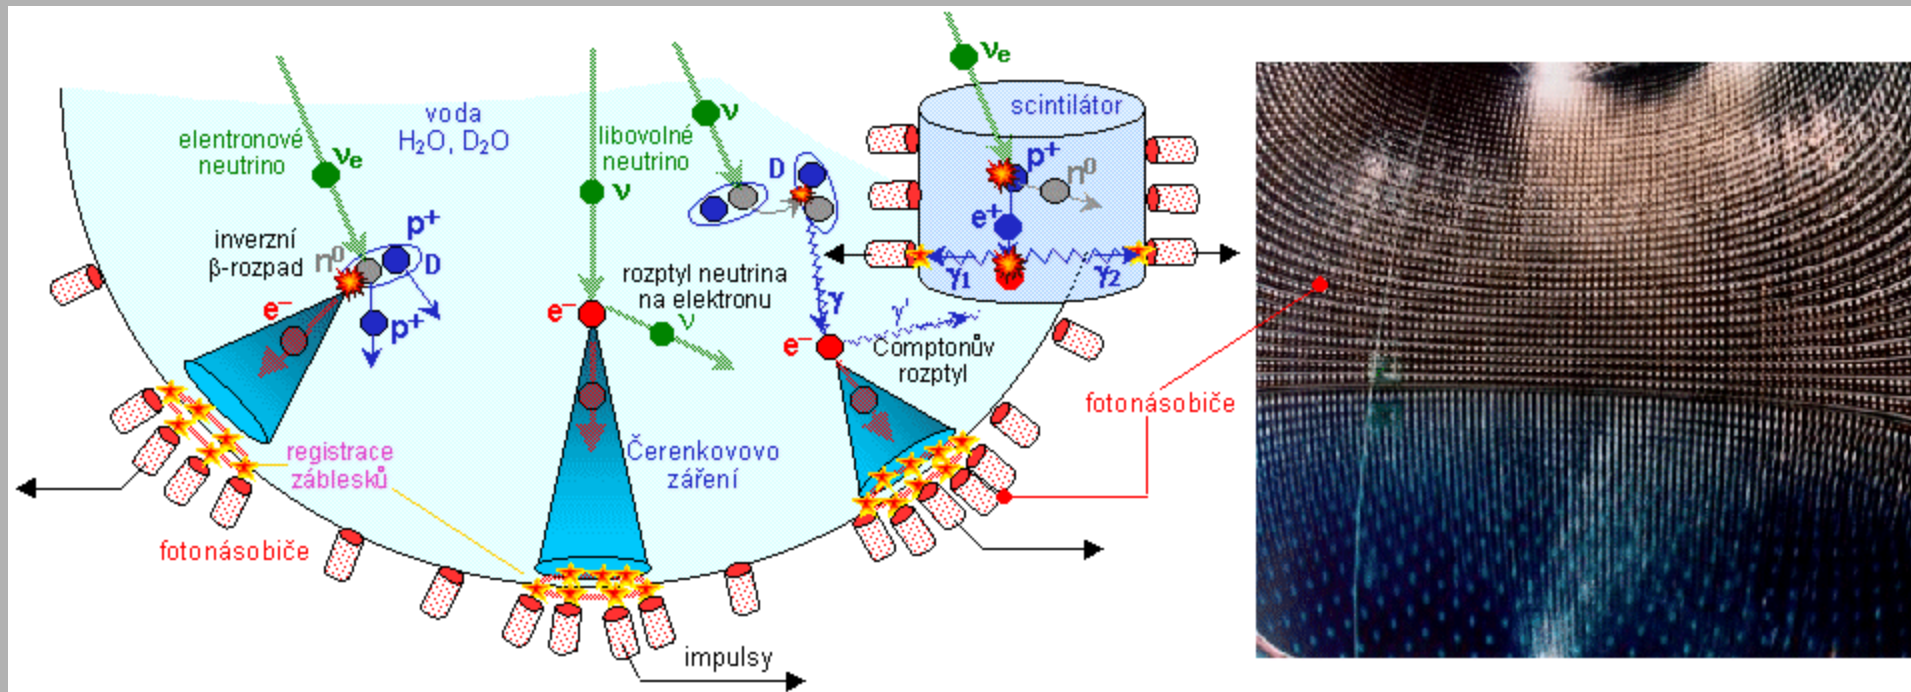 elentronové
neutrino
νe
voda
H₂O, D₂O
inverzní
β-rozpad
n⁰
p⁺
D
e⁻
p⁺
registrace
záblesků
fotonásobiče
libovolné
neutrino
ν
ν
D
rozptyl neutrina
na elektronu
e⁻
ν
Čerenkovovo
záření
impulsy
γ
e⁻
γ'
Comptonův
rozptyl
νe
scintilátor
p⁺
n⁰
e⁺
γ1
γ2
fotonásobiče